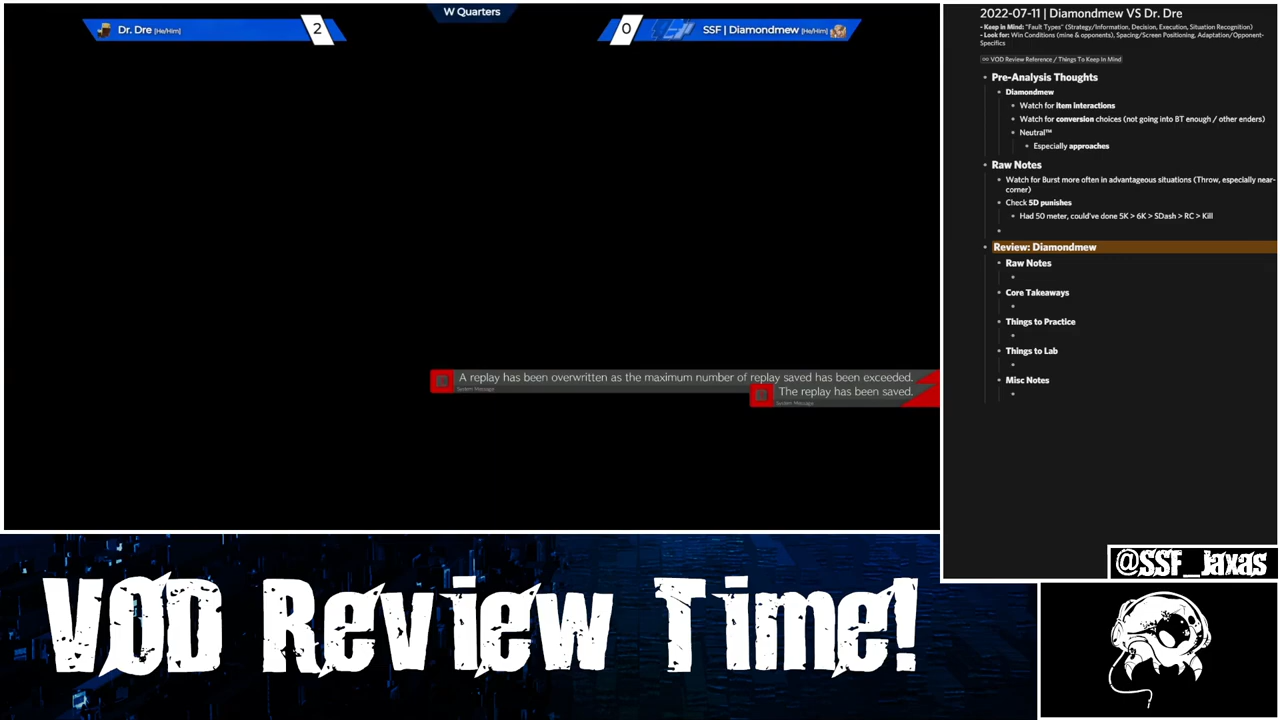 W Quarters
Dr. Dre [He/Him]
2
0
SSF | Diamondmew [He/Him]
A replay has been overwritten as the maximum number of replay saved has been exceeded.
System Message
The replay has been saved.
System Message
2022-07-11 | Diamondmew VS Dr. Dre
- Keep in Mind: "Fault Types" (Strategy/Information, Decision, Execution, Situation Recognition)
- Look for: Win Conditions (mine & opponents), Spacing/Screen Positioning, Adaptation/Opponent-
Specifics
VOD Review Reference / Things To Keep In Mind
Pre-Analysis Thoughts
Diamondmew
Watch for item interactions
Watch for conversion choices (not going into BT enough / other enders)
Neutral™
Especially approaches
Raw Notes
Watch for Burst more often in advantageous situations (Throw, especially near-
corner)
Check 5D punishes
Had 50 meter, could've done 5K > 6K > SDash > RC > Kill
Review: Diamondmew
Raw Notes
Core Takeaways
Things to Practice
Things to Lab
Misc Notes
@SSF_Jaxas
VOD Review Time!